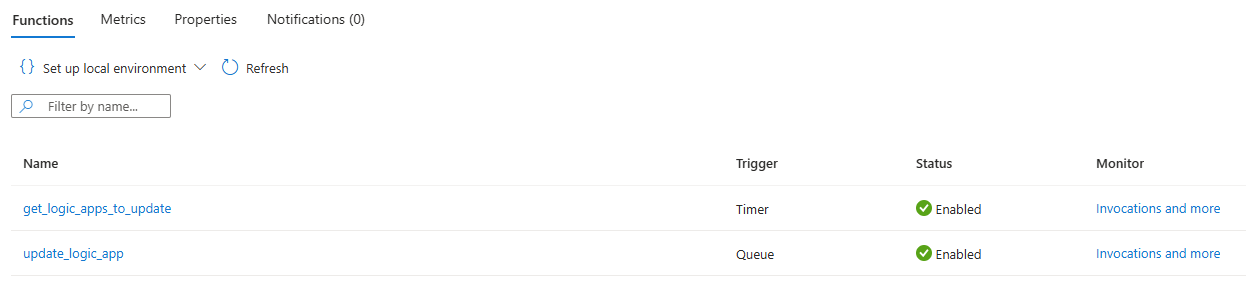 Functions Metrics Properties Notifications (0)
{} Set up local environment Refresh
Filter by name...
Name Trigger Status Monitor
get_logic_apps_to_update Timer Enabled Invocations and more
update_logic_app Queue Enabled Invocations and more